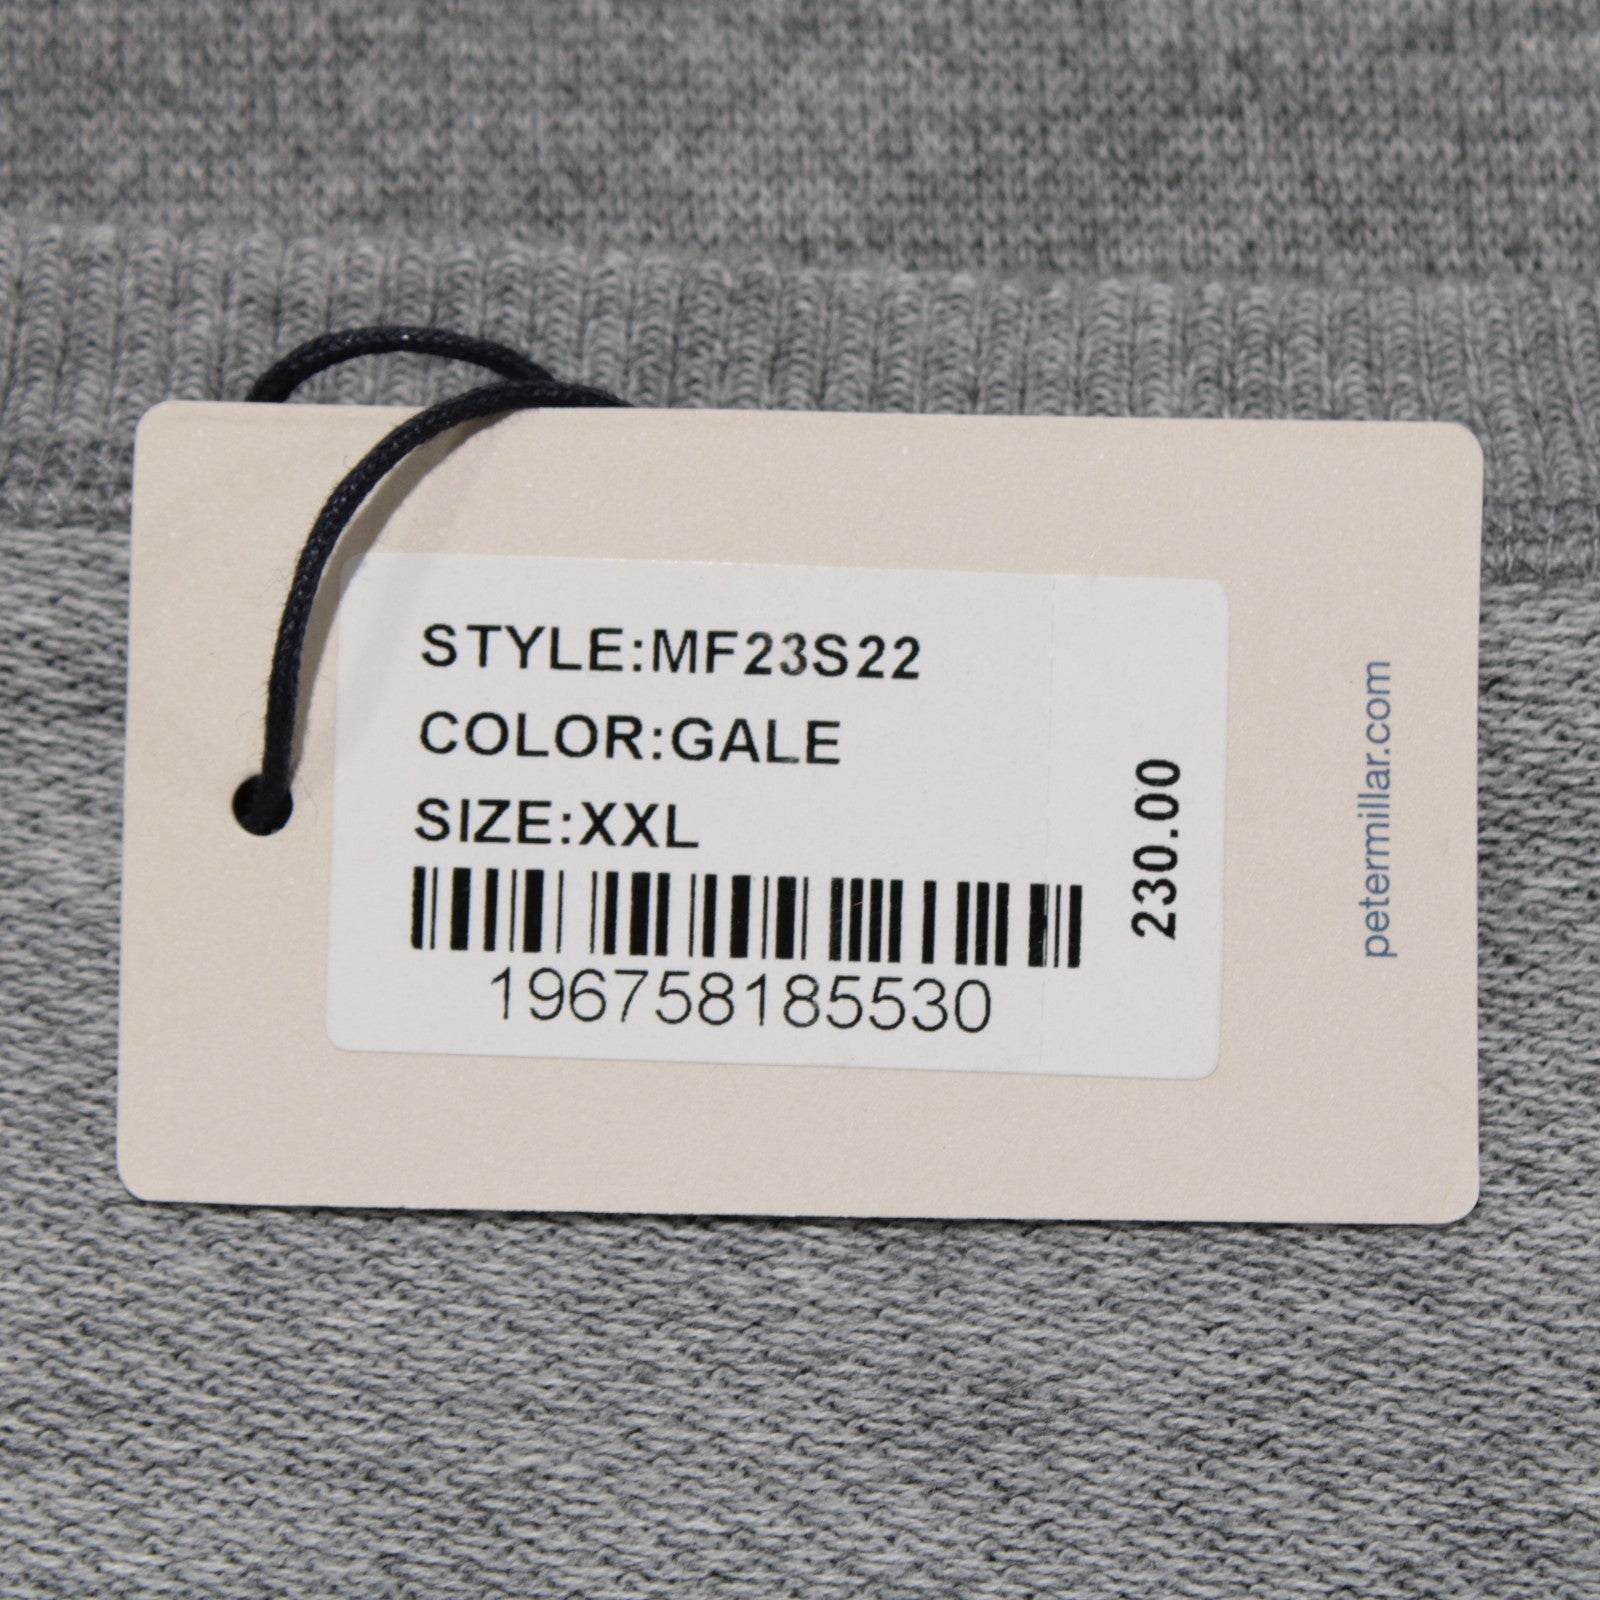 STYLE:MF23S22
COLOR:GALE
SIZE:XXL
196758185530
230.00
petermillar.com